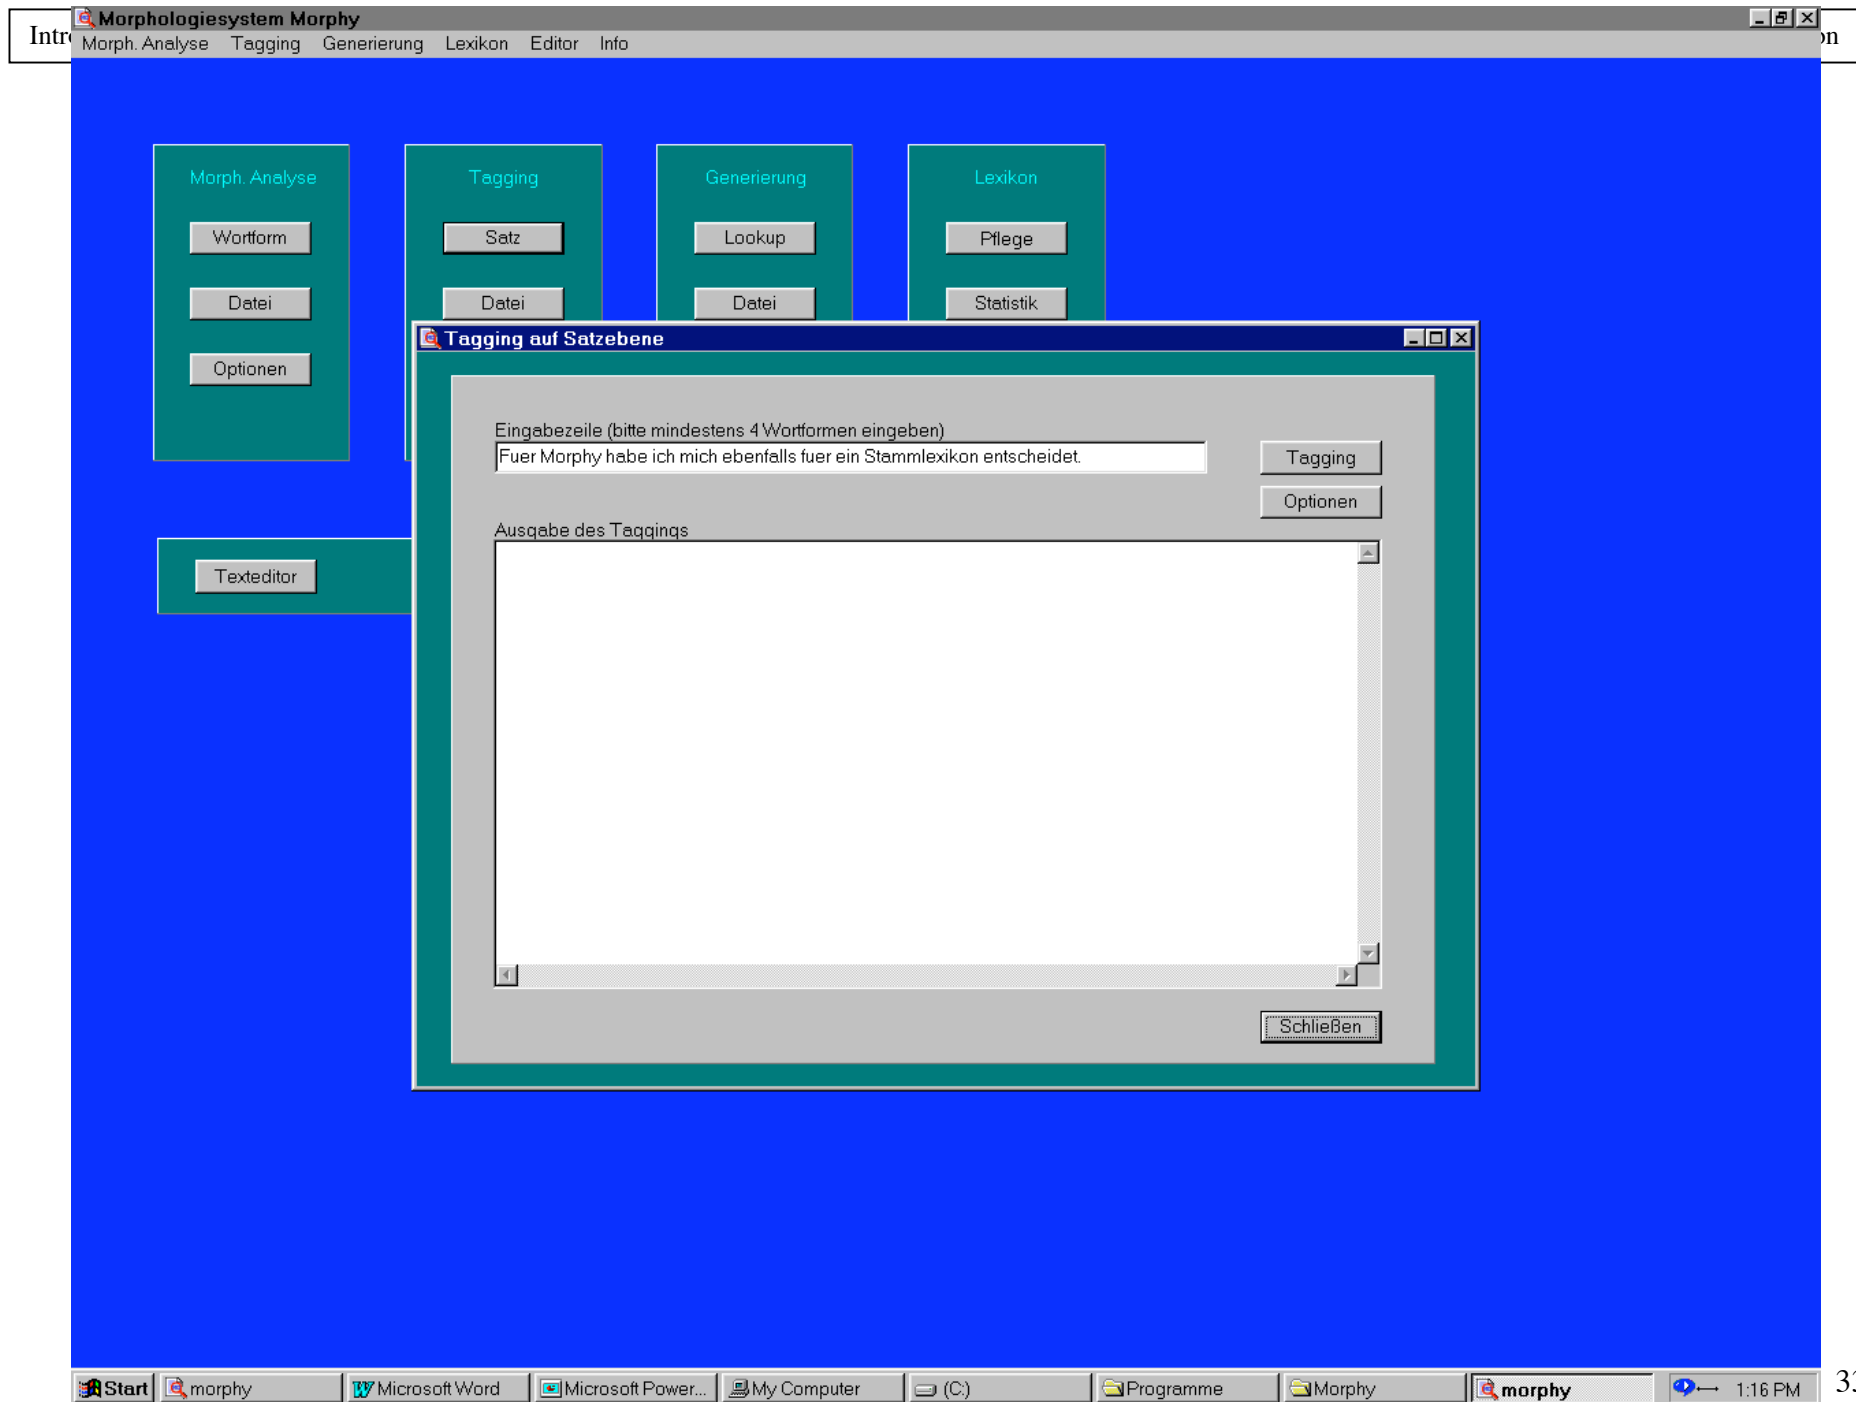 Morphologiesystem Morphy
Intr on
Morph. Analyse Tagging Generierung Lexikon Editor Info
Morph. Analyse Tagging Generierung Lexikon
Wortform Satz Lookup Pflege
Datei Datei Datei Statistik
Tagging auf Satzebene
Optionen
Eingabezeile (bitte mindestens 4 Wortformen eingeben)
Fuer Morphy habe ich mich ebenfalls fuer ein Stammlexikon entscheidet.
Tagging
Optionen
Ausgabe des Taggings
Texteditor
Schließen
Start morphy Microsoft Word Microsoft Power... My Computer (C:) Programme Morphy morphy 1:16 PM